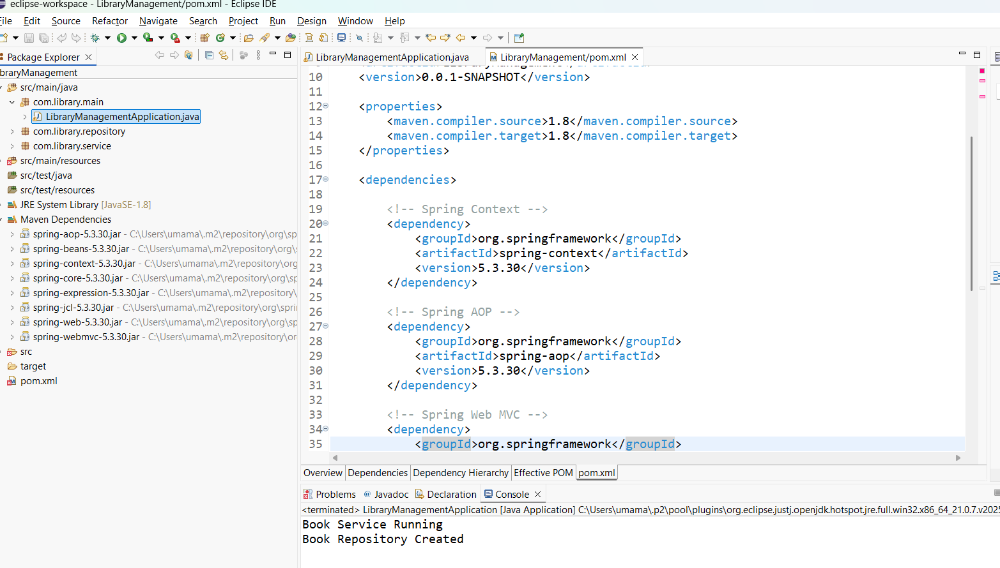 eclipse-workspace - LibraryManagement/pom.xml - Eclipse IDE
File Edit Source Refactor Navigate Search Project Run Design Window Help
Package Explorer
braryManagement
src/main/java
com.library.main
LibraryManagementApplication.java
com.library.repository
com.library.service
src/main/resources
src/test/java
src/test/resources
JRE System Library [JavaSE-1.8]
Maven Dependencies
spring-aop-5.3.30.jar - C:\Users\umama\.m2\repository\org\sp
spring-beans-5.3.30.jar - C:\Users\umama\.m2\repository\org\s
spring-context-5.3.30.jar - C:\Users\umama\.m2\repository\org
spring-core-5.3.30.jar - C:\Users\umama\.m2\repository\org\sp
spring-expression-5.3.30.jar - C:\Users\umama\.m2\repository\
spring-jcl-5.3.30.jar - C:\Users\umama\.m2\repository\org\spri
spring-web-5.3.30.jar - C:\Users\umama\.m2\repository\org\sp
spring-webmvc-5.3.30.jar - C:\Users\umama\.m2\repository\or
src
target
pom.xml
LibraryManagementApplication.java LibraryManagement/pom.xml
10 <version>0.0.1-SNAPSHOT</version>
11
12 <properties>
13 <maven.compiler.source>1.8</maven.compiler.source>
14 <maven.compiler.target>1.8</maven.compiler.target>
15 </properties>
16
17 <dependencies>
18
19 <!-- Spring Context -->
20 <dependency>
21 <groupId>org.springframework</groupId>
22 <artifactId>spring-context</artifactId>
23 <version>5.3.30</version>
24 </dependency>
25
26 <!-- Spring AOP -->
27 <dependency>
28 <groupId>org.springframework</groupId>
29 <artifactId>spring-aop</artifactId>
30 <version>5.3.30</version>
31 </dependency>
32
33 <!-- Spring Web MVC -->
34 <dependency>
35 <groupId>org.springframework</groupId>
Overview Dependencies Dependency Hierarchy Effective POM pom.xml
Problems Javadoc Declaration Console
<terminated> LibraryManagementApplication [Java Application] C:\Users\umama\.p2\pool\plugins\org.eclipse.justj.openjdk.hotspot.jre.full.win32.x86_64_21.0.7.v2025
Book Service Running
Book Repository Created